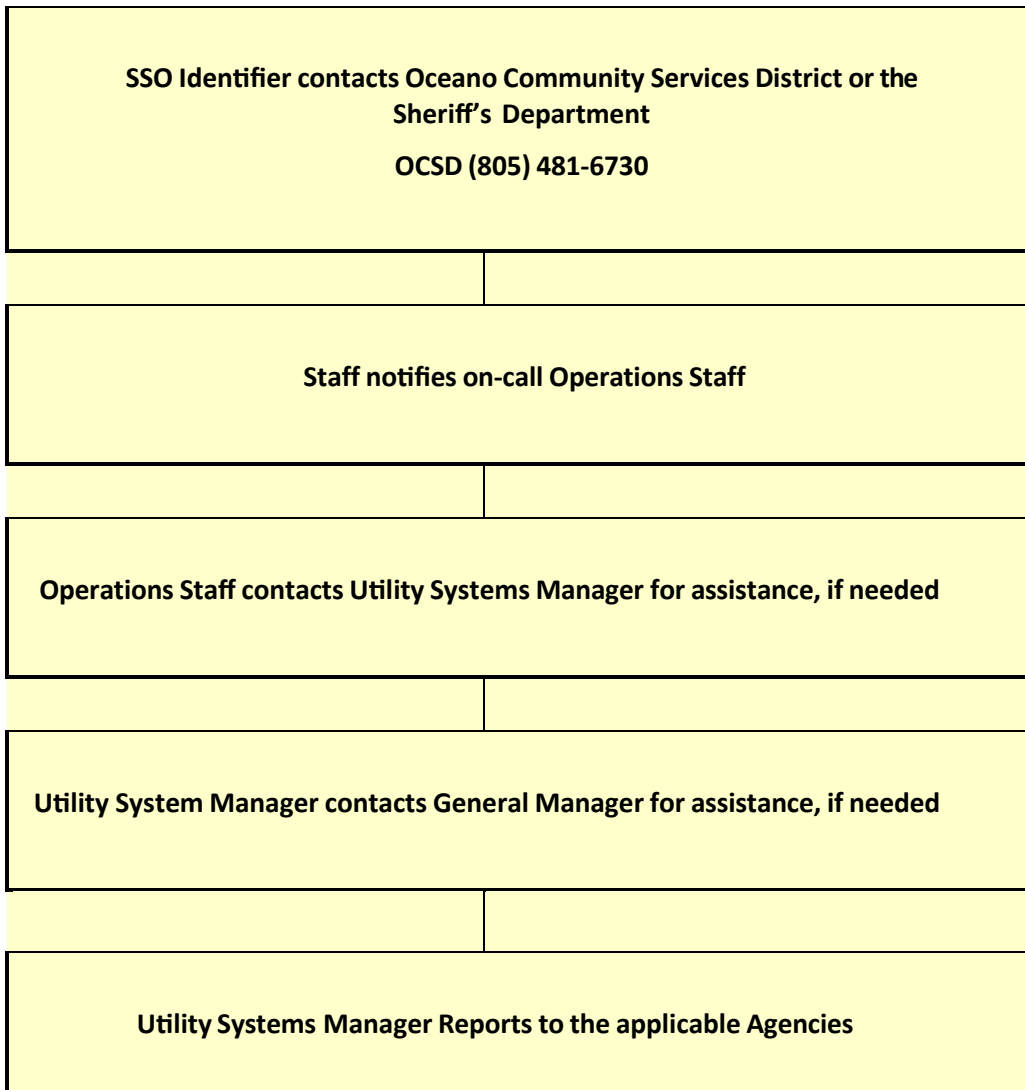 SSO Identifier contacts Oceano Community Services District or the
Sheriff’s Department
OCSD (805) 481-6730
Staff notifies on-call Operations Staff
Operations Staff contacts Utility Systems Manager for assistance, if needed
Utility System Manager contacts General Manager for assistance, if needed
Utility Systems Manager Reports to the applicable Agencies